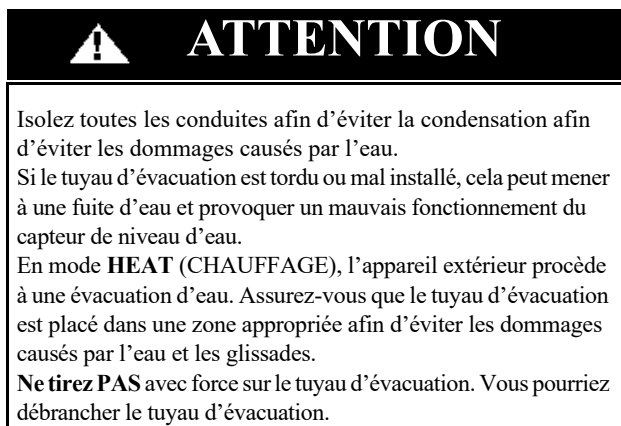 ATTENTION
Isolez toutes les conduites afin d’éviter la condensation afin
d’éviter les dommages causés par l’eau.
Si le tuyau d’évacuation est tordu ou mal installé, cela peut mener
à une fuite d’eau et provoquer un mauvais fonctionnement du
capteur de niveau d’eau.
En mode HEAT (CHAUFFAGE), l’appareil extérieur procède
à une évacuation d’eau. Assurez-vous que le tuyau d’évacuation
est placé dans une zone appropriée afin d’éviter les dommages
causés par l’eau et les glissades.
Ne tirez PAS avec force sur le tuyau d’évacuation. Vous pourriez
débrancher le tuyau d’évacuation.